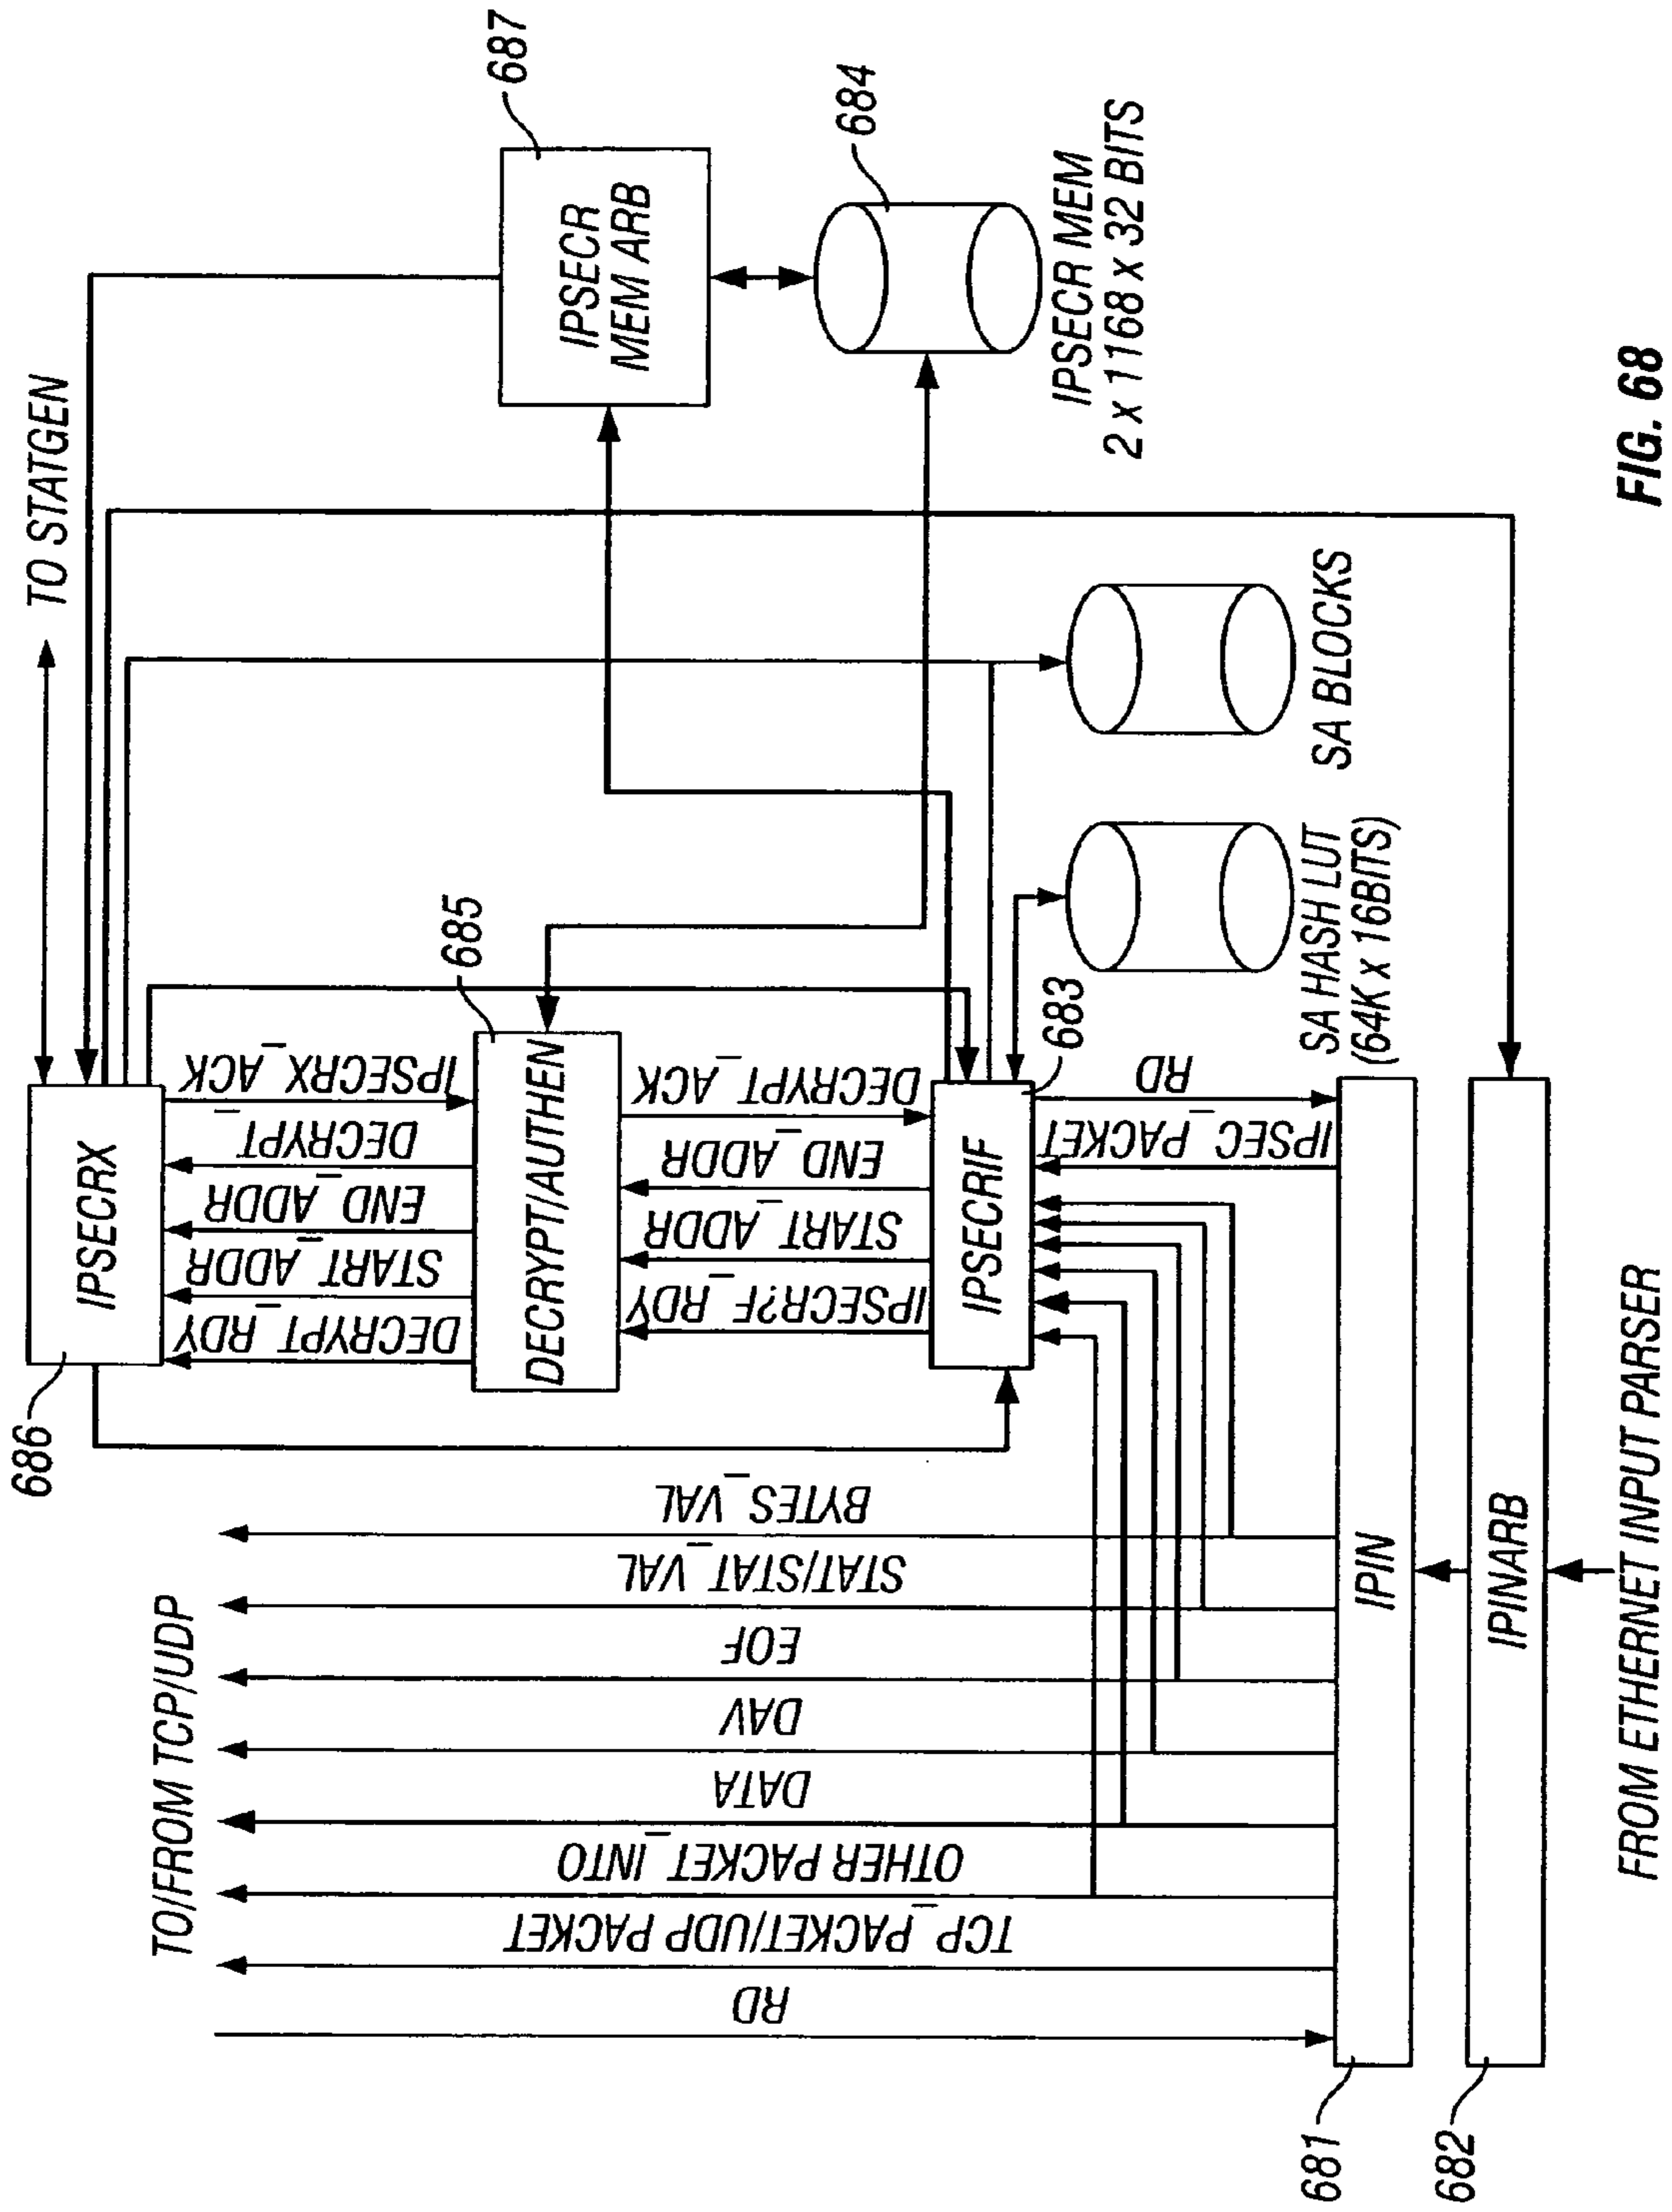 TO STATGEN
686
IPSECRX
687
IPSECR
MEM ARB
DECRYPT_RDY
START_ADDR
END_ADDR
DECRYPT_
IPSECRX_ACK
685
DECRYPT/AUTHEN
684
IPSECR MEM
2 x 1168 x 32 BITS
IPSECR?F_RDY
START_ADDR
END_ADDR
DECRYPT_ACK
IPSECRIF
683
SA HASH LUT
(64K x 16BITS)
SA BLOCKS
IPSEC_PACKET
RD
TO/FROM TCP/UDP
RD
TCP_PACKET/UDP PACKET
OTHER PACKET_INTO
DATA
DAV
EOF
STAT/STAT_VAL
BYTES_VAL
681
IPIN
682
IPINARB
FROM ETHERNET INPUT PARSER
FIG. 68